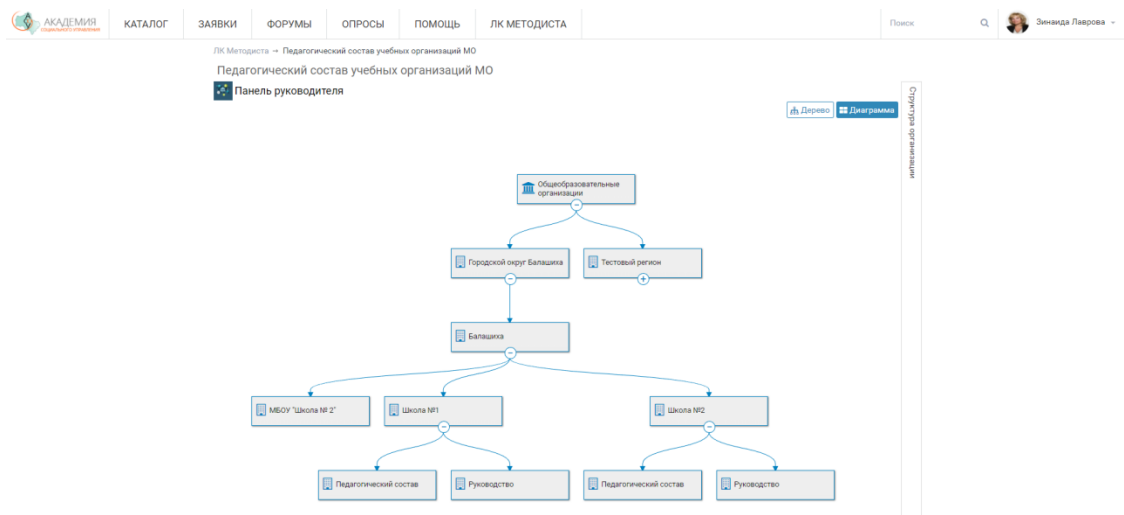 АКАДЕМИЯ
СОЦИАЛЬНОГО УПРАВЛЕНИЯ
КАТАЛОГ
ЗАЯВКИ
ФОРУМЫ
ОПРОСЫ
ПОМОЩЬ
ЛК МЕТОДИСТА
Поиск
Зинаида Лаврова
ЛК Методиста → Педагогический состав учебных организаций МО
Педагогический состав учебных организаций МО
Панель руководителя
Дерево
Диаграмма
Структура организации
Общеобразовательные
организации
Городской округ Балашиха
Тестовый регион
Балашиха
МБОУ "Школа № 2"
Школа №1
Школа №2
Педагогический состав
Руководство
Педагогический состав
Руководство